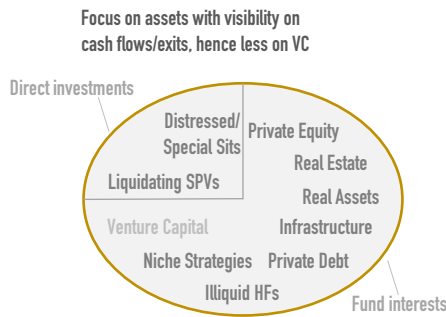 Focus on assets with visibility on
cash flows/exits, hence less on VC
Direct investments
Distressed/
Special Sits
Private Equity
Real Estate
Liquidating SPVs
Real Assets
Venture Capital
Infrastructure
Niche Strategies
Private Debt
Illiquid HFs
Fund interests